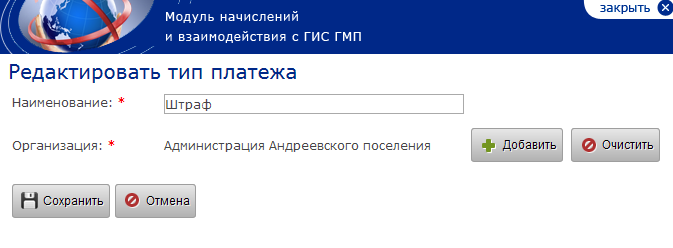 закрыть
Модуль начислений
и взаимодействия с ГИС ГМП
Редактировать тип платежа
Наименование: * Штраф
Организация: * Администрация Андреевского поселения Добавить Очистить
Сохранить Отмена